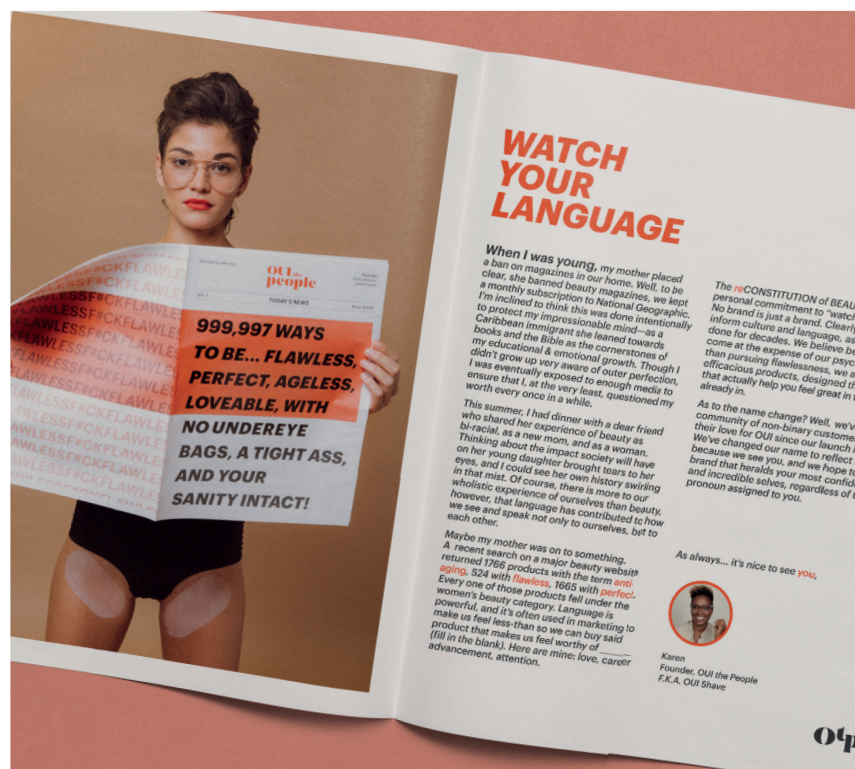 OUI the
people
TODAY'S NEWS
999,997 WAYS
TO BE... FLAWLESS,
PERFECT, AGELESS,
LOVEABLE, WITH
NO UNDEREYE
BAGS, A TIGHT ASS,
AND YOUR
SANITY INTACT!
WATCH
YOUR
LANGUAGE
When I was young, my mother placed
a ban on magazines in our home. Well, to be
clear, she banned beauty magazines, we kept
a monthly subscription to National Geographic.
I'm inclined to think this was done intentionally
to protect my impressionable mind—as a
Caribbean immigrant she leaned towards
books and the Bible as the cornerstones of
my educational & emotional growth. Though I
didn't grow up very aware of outer perfection,
I was eventually exposed to enough media to
ensure that I, at the very least, questioned my
worth every once in a while.
This summer, I had dinner with a dear friend
who shared her experience of beauty as
bi-racial, as a new mom, and as a woman.
Thinking about the impact society will have
on her young daughter brought tears to her
eyes, and I could see her own history swirling
in that mist. Of course, there is more to our
wholistic experience of ourselves than beauty,
however, that language has contributed to how
we see and speak not only to ourselves, but to
each other.
Maybe my mother was on to something.
A recent search on a major beauty website
returned 1766 products with the term anti-
aging, 524 with flawless, 1665 with perfect.
Every one of those products fell under the
women's beauty category. Language is
powerful, and it's often used in marketing to
make us feel less-than so we can buy said
product that makes us feel worthy of _____
(fill in the blank). Here are mine: love, career
advancement, attention.
The reCONSTITUTION of BEAU
personal commitment to "watch
No brand is just a brand. Clearly
inform culture and language, as
done for decades. We believe be
come at the expense of our psyc
than pursuing flawlessness, we a
efficacious products, designed th
that actually help you feel great in
already in.
As to the name change? Well, we've
community of non-binary custome
their love for OUI since our launch i
We've changed our name to reflect
because we see you, and we hope to
brand that heralds your most confid
and incredible selves, regardless of t
pronoun assigned to you.
As always... it's nice to see you,
Karen
Founder, OUI the People
F.K.A. OUI Shave